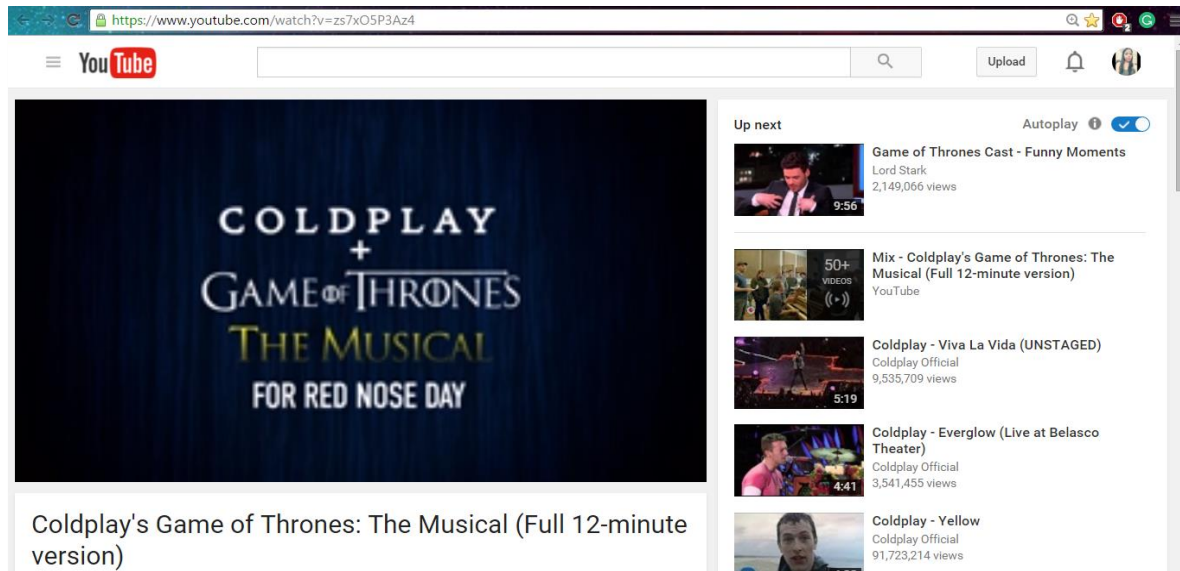 https://www.youtube.com/watch?v=zs7xO5P3Az4
2
G
YouTube
Upload
COLDPLAY
+
GAME OF THRONES
THE MUSICAL
FOR RED NOSE DAY
Coldplay's Game of Thrones: The Musical (Full 12-minute
version)
Up next
Autoplay
Game of Thrones Cast - Funny Moments
Lord Stark
2,149,066 views
9:56
Mix - Coldplay's Game of Thrones: The
Musical (Full 12-minute version)
YouTube
50+
VIDEOS
Coldplay - Viva La Vida (UNSTAGED)
Coldplay Official
9,535,709 views
5:19
Coldplay - Everglow (Live at Belasco
Theater)
Coldplay Official
3,541,455 views
4:41
Coldplay - Yellow
Coldplay Official
91,723,214 views